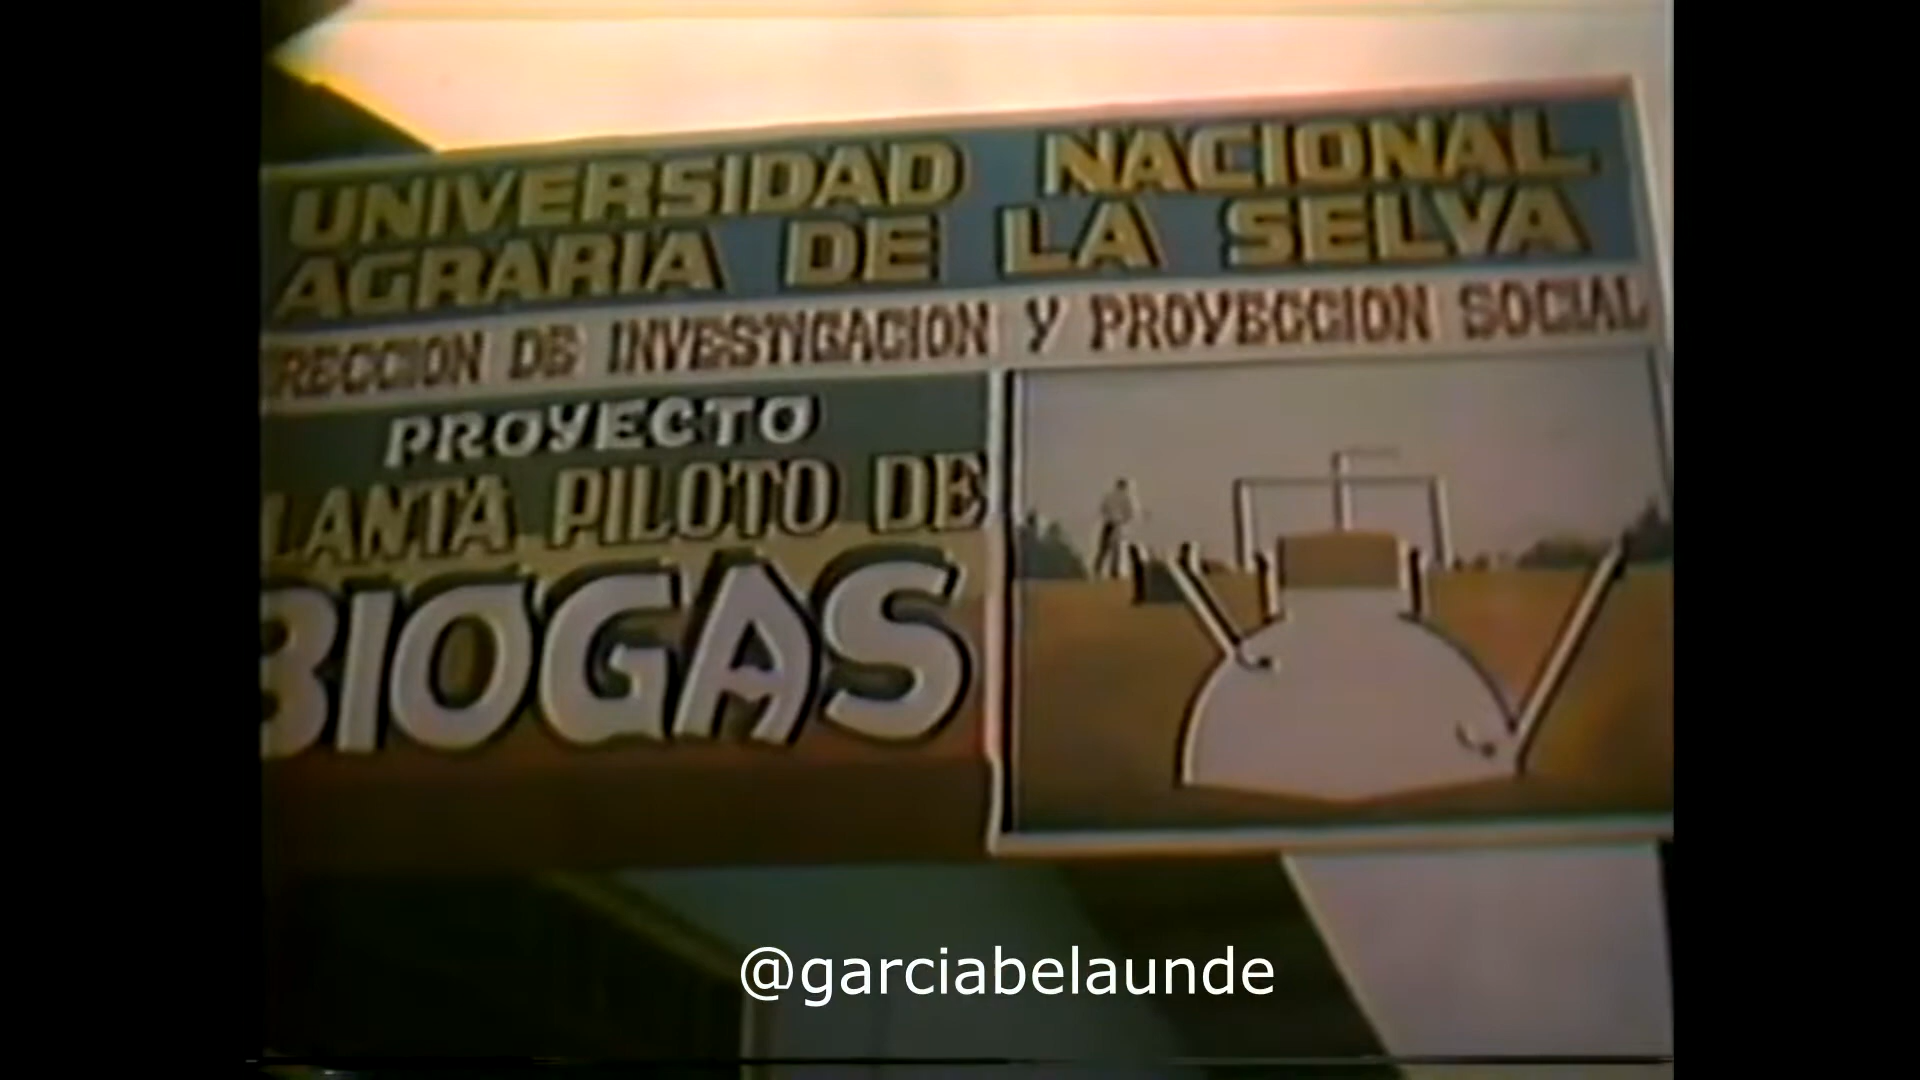 UNIVERSIDAD NACIONAL
AGRARIA DE LA SELVA
RECCION DE INVESTIGACION Y PROYECCION SOCIAL
PROYECTO
LANTA PILOTO DE
BIOGAS
@garciabelaunde